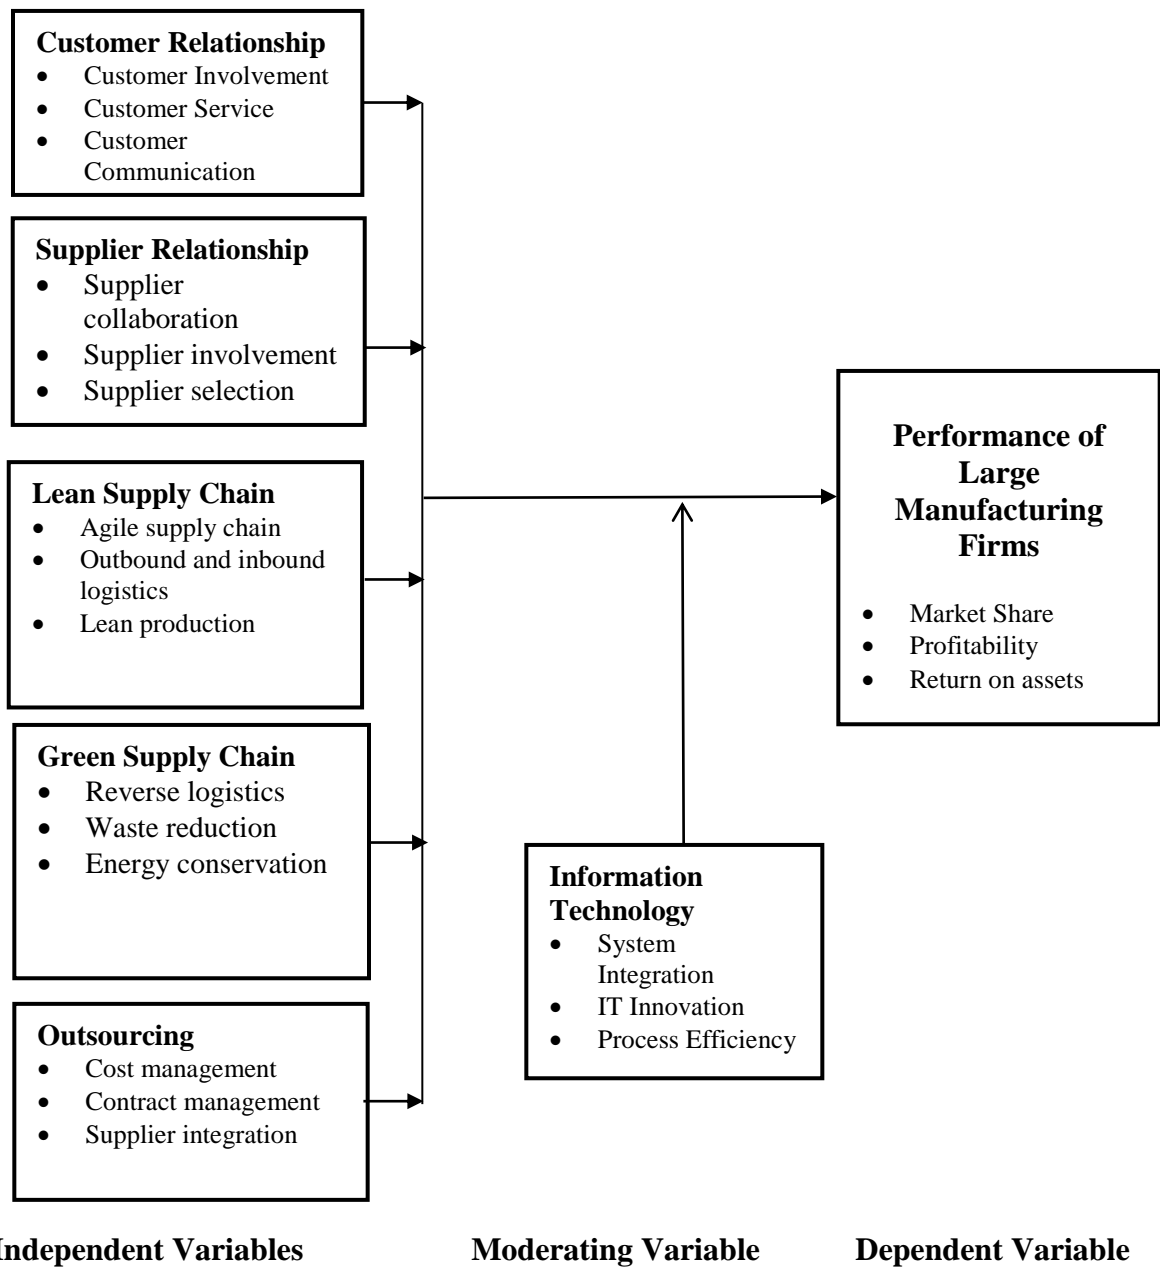 Customer Relationship
• Customer Involvement
• Customer Service
• Customer
Communication
Supplier Relationship
• Supplier
collaboration
• Supplier involvement
• Supplier selection
Lean Supply Chain
• Agile supply chain
• Outbound and inbound
logistics
• Lean production
Green Supply Chain
• Reverse logistics
• Waste reduction
• Energy conservation
Outsourcing
• Cost management
• Contract management
• Supplier integration
Information
Technology
• System
Integration
• IT Innovation
• Process Efficiency
Performance of
Large
Manufacturing
Firms
• Market Share
• Profitability
• Return on assets
Independent Variables
Moderating Variable
Dependent Variable